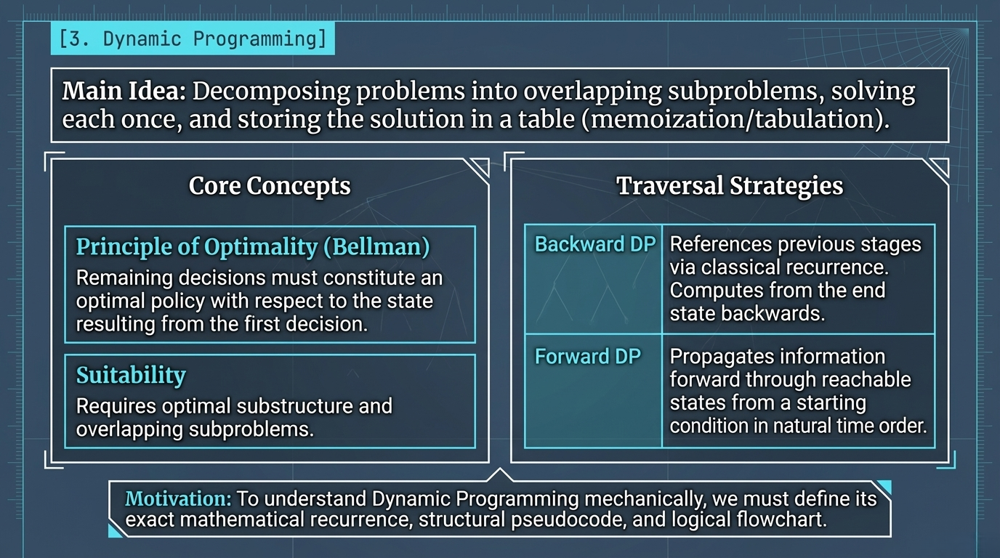 [3. Dynamic Programming]
Main Idea: Decomposing problems into overlapping subproblems, solving
each once, and storing the solution in a table (memoization/tabulation).
Core Concepts
Principle of Optimality (Bellman)
Remaining decisions must constitute an
optimal policy with respect to the state
resulting from the first decision.
Suitability
Requires optimal substructure and
overlapping subproblems.
Traversal Strategies
Backward DP
References previous stages
via classical recurrence.
Computes from the end
state backwards.
Forward DP
Propagates information
forward through reachable
states from a starting
condition in natural time order.
Motivation: To understand Dynamic Programming mechanically, we must define its
exact mathematical recurrence, structural pseudocode, and logical flowchart.